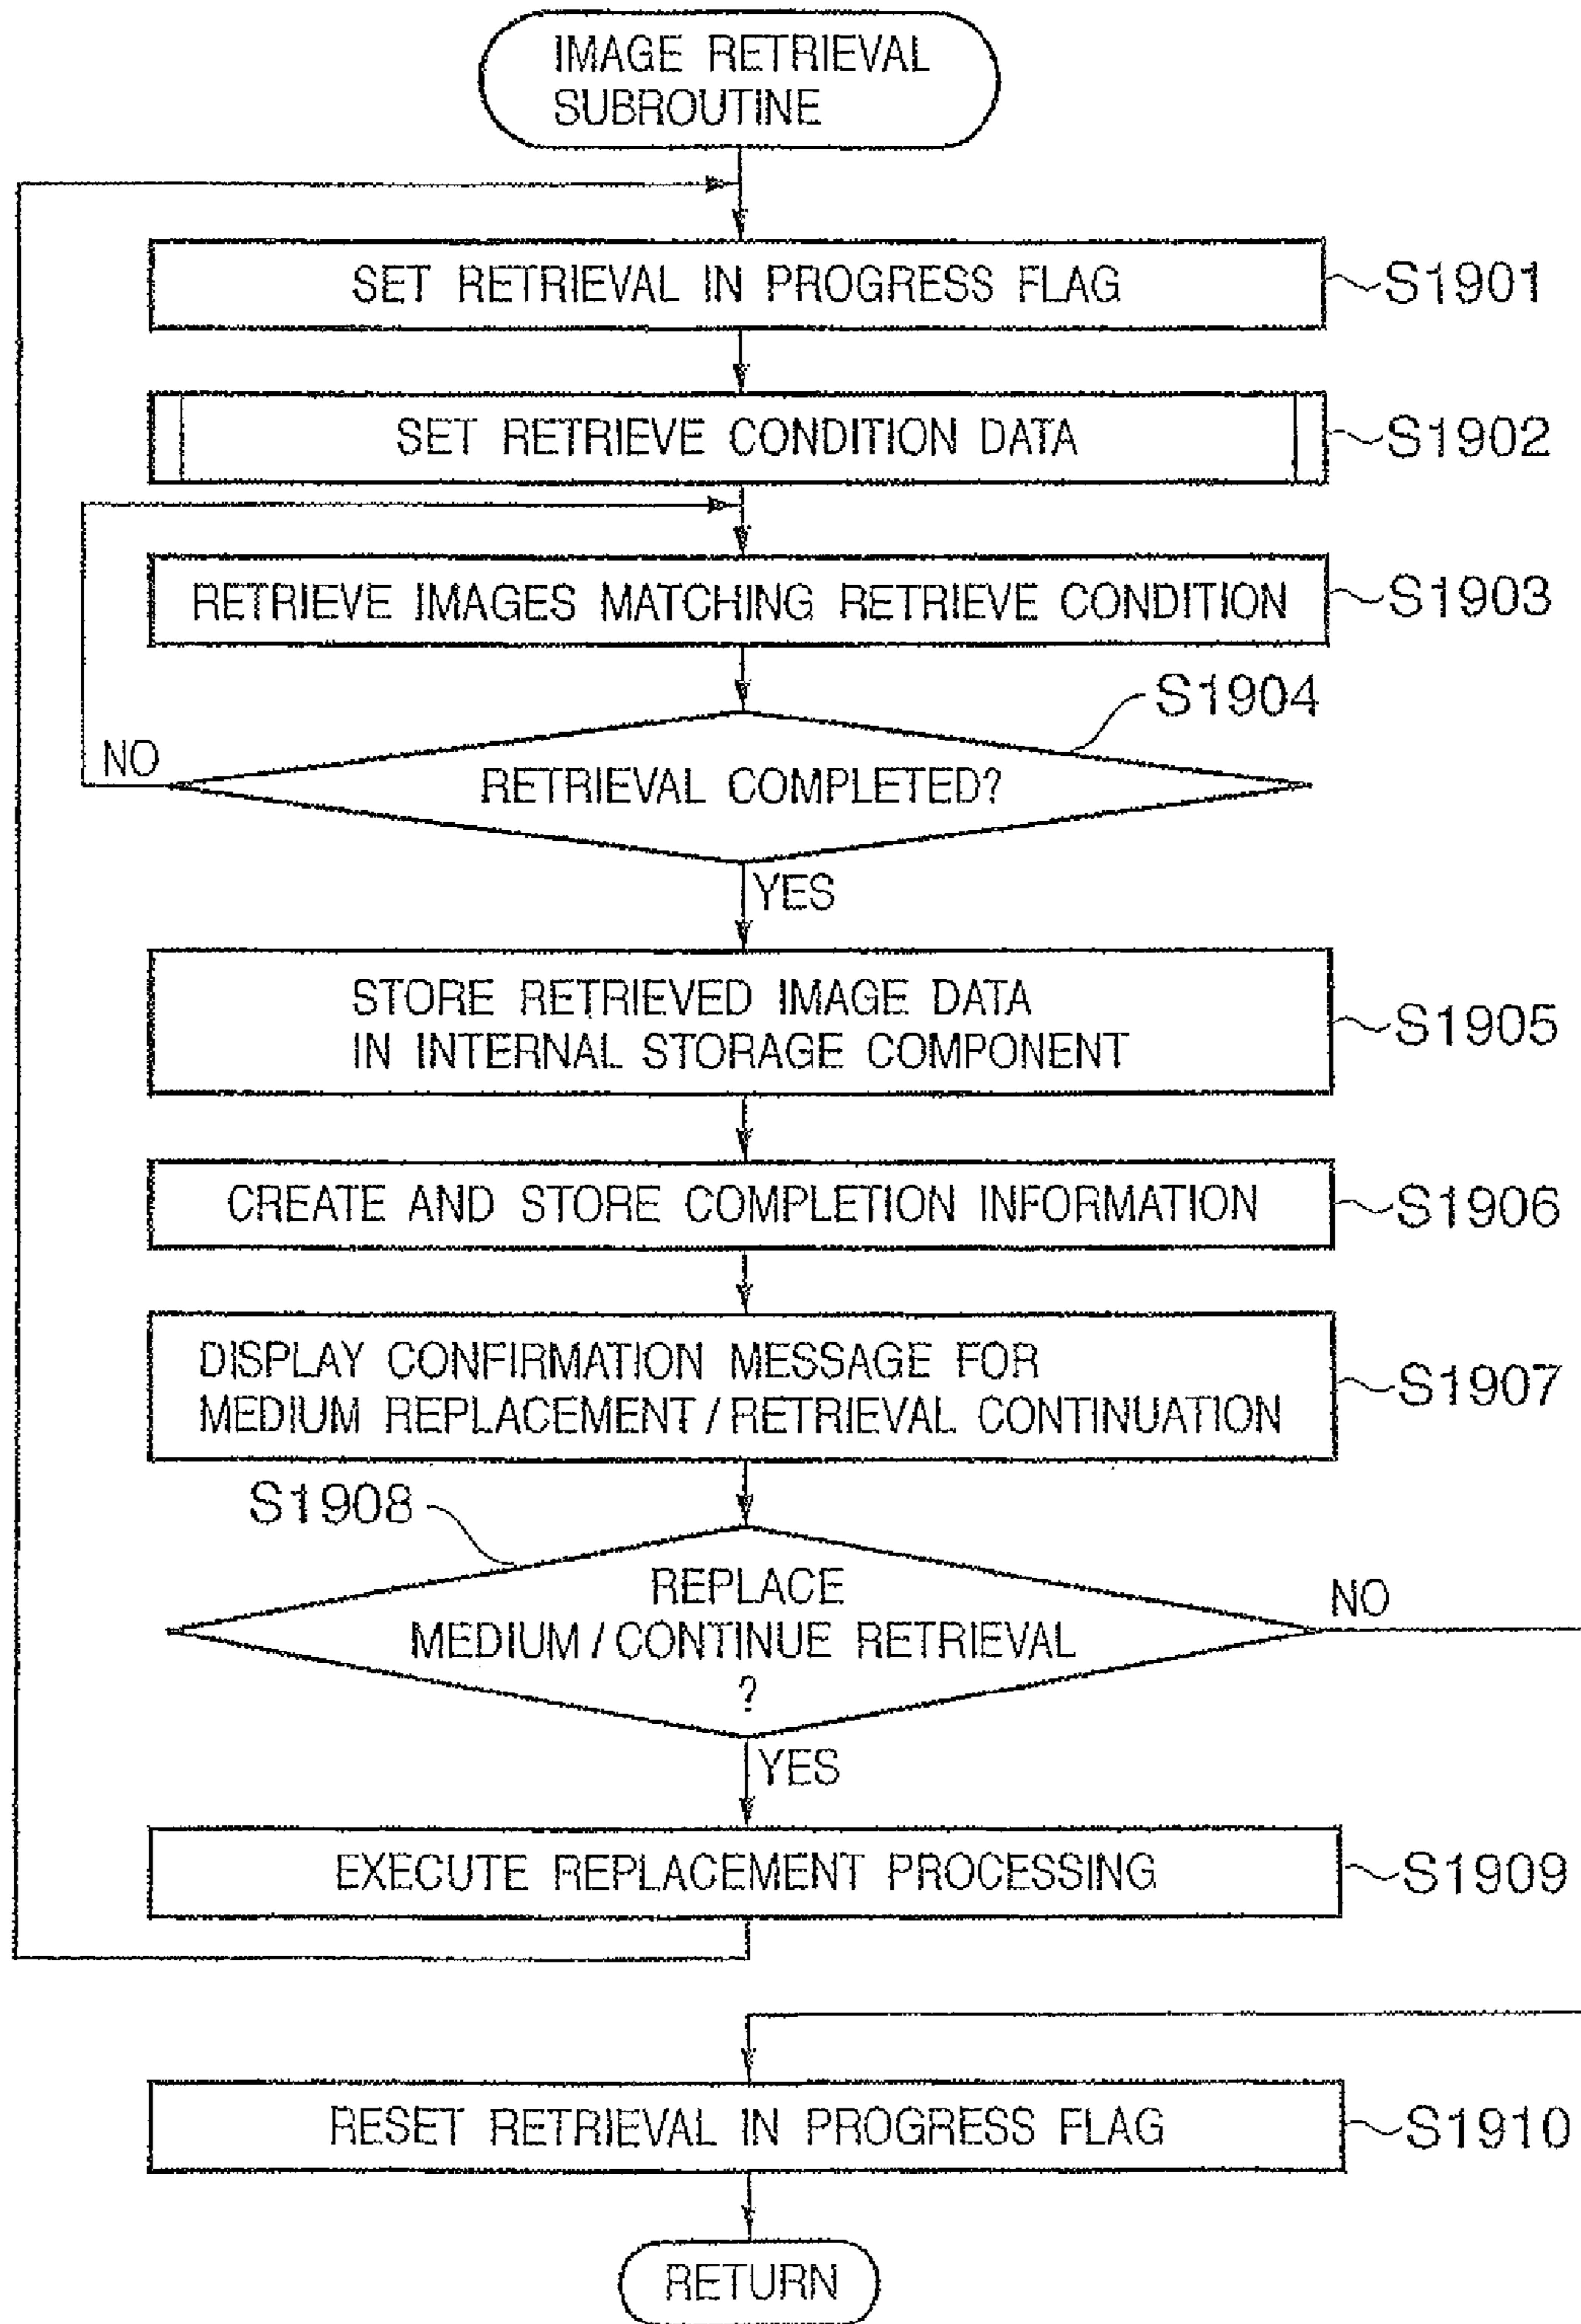 IMAGE RETRIEVAL
SUBROUTINE
SET RETRIEVAL IN PROGRESS FLAG
S1901
SET RETRIEVE CONDITION DATA
S1902
RETRIEVE IMAGES MATCHING RETRIEVE CONDITION
S1903
S1904
NO
RETRIEVAL COMPLETED?
YES
STORE RETRIEVED IMAGE DATA
IN INTERNAL STORAGE COMPONENT
S1905
CREATE AND STORE COMPLETION INFORMATION
S1906
DISPLAY CONFIRMATION MESSAGE FOR
MEDIUM REPLACEMENT / RETRIEVAL CONTINUATION
S1907
S1908
REPLACE
MEDIUM / CONTINUE RETRIEVAL
?
NO
YES
EXECUTE REPLACEMENT PROCESSING
S1909
RESET RETRIEVAL IN PROGRESS FLAG
S1910
RETURN